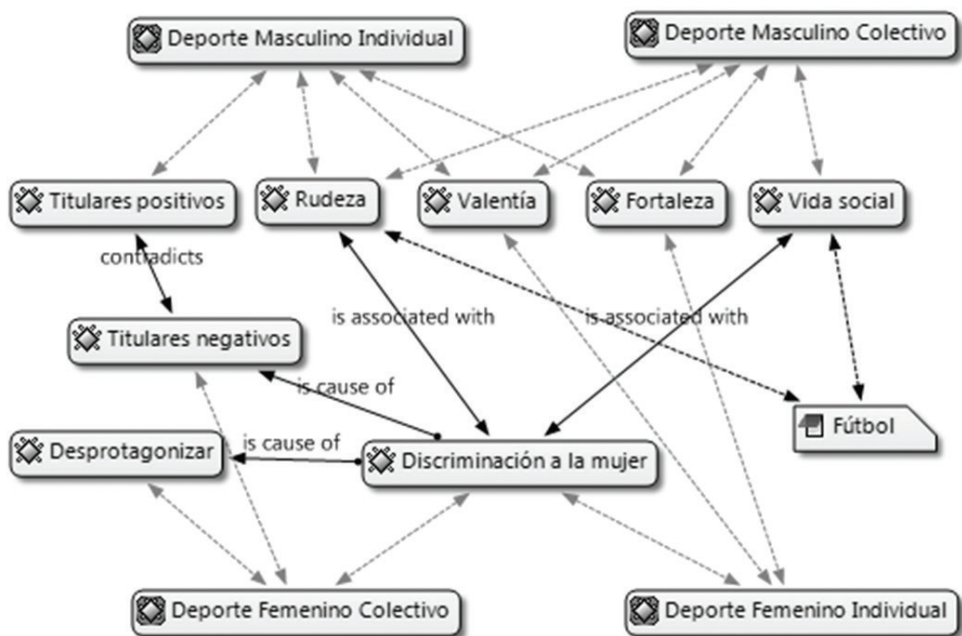 Deporte Masculino Individual
Deporte Masculino Colectivo
Titulares positivos
Rudeza
Valentía
Fortaleza
Vida social
contradicts
is associated with
is associated with
Titulares negativos
is cause of
Fútbol
Desprotagonizar
is cause of
Discriminación a la mujer
Deporte Femenino Colectivo
Deporte Femenino Individual